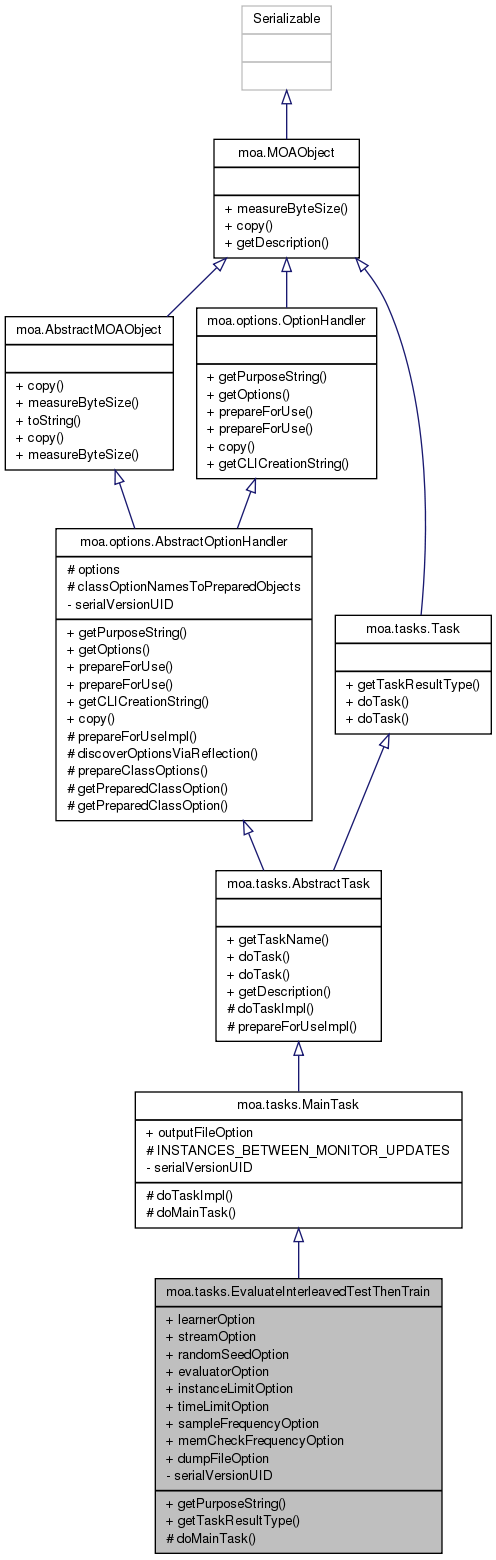 Serializable
moa.MOAObject
+ measureByteSize()
+ copy()
+ getDescription()
moa.AbstractMOAObject
+ copy()
+ measureByteSize()
+ toString()
+ copy()
+ measureByteSize()
moa.options.OptionHandler
+ getPurposeString()
+ getOptions()
+ prepareForUse()
+ prepareForUse()
+ copy()
+ getCLICreationString()
moa.options.AbstractOptionHandler
# options
# classOptionNamesToPreparedObjects
- serialVersionUID
+ getPurposeString()
+ getOptions()
+ prepareForUse()
+ prepareForUse()
+ getCLICreationString()
+ copy()
# prepareForUseImpl()
# discoverOptionsViaReflection()
# prepareClassOptions()
# getPreparedClassOption()
# getPreparedClassOption()
moa.tasks.Task
+ getTaskResultType()
+ doTask()
+ doTask()
moa.tasks.AbstractTask
+ getTaskName()
+ doTask()
+ doTask()
+ getDescription()
# doTaskImpl()
# prepareForUseImpl()
moa.tasks.MainTask
+ outputFileOption
# INSTANCES_BETWEEN_MONITOR_UPDATES
- serialVersionUID
# doTaskImpl()
# doMainTask()
moa.tasks.EvaluateInterleavedTestThenTrain
+ learnerOption
+ streamOption
+ randomSeedOption
+ evaluatorOption
+ instanceLimitOption
+ timeLimitOption
+ sampleFrequencyOption
+ memCheckFrequencyOption
+ dumpFileOption
- serialVersionUID
+ getPurposeString()
+ getTaskResultType()
# doMainTask()